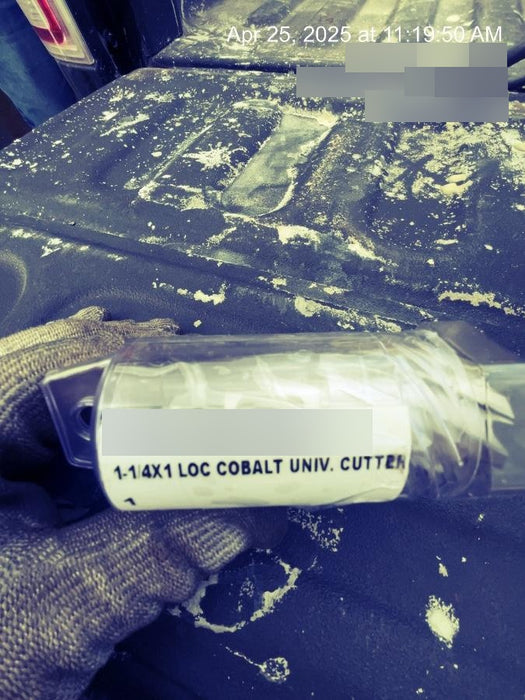 Apr 25, 2025 at 11:19:50 AM
1-1/4X1 LOC COBALT UNIV. CUTTER